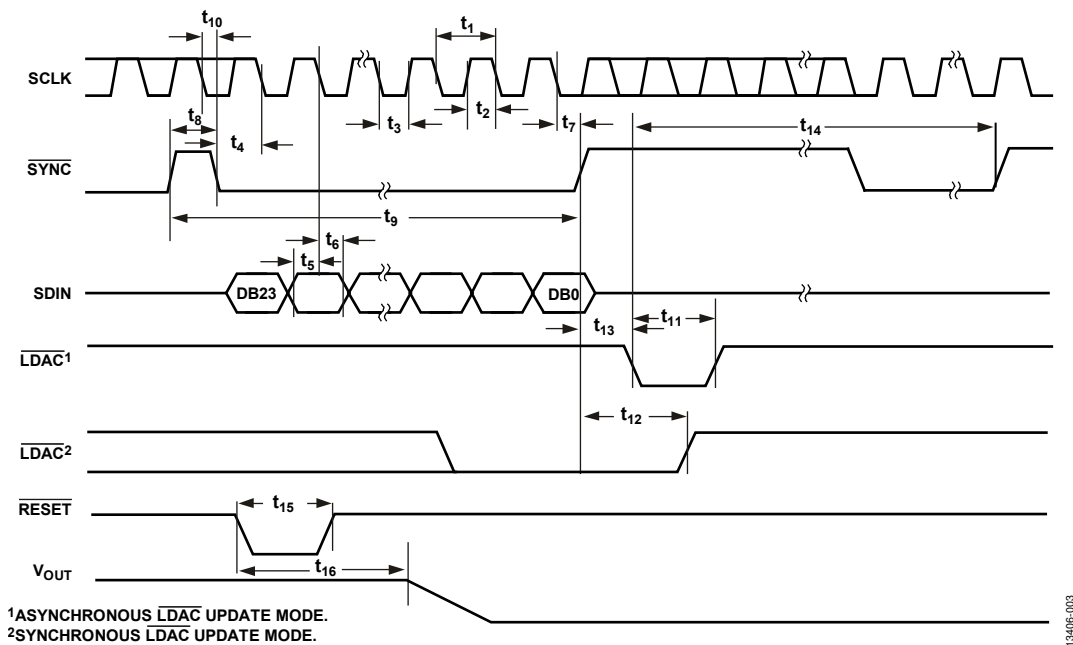 t10
t1
SCLK
t8
t3
t2
t7
t14
t4
SYNC
t9
t6
t5
SDIN
DB23
DB0
t13
t11
LDAC1
t12
LDAC2
RESET
t15
t16
VOUT
1ASYNCHRONOUS LDAC UPDATE MODE.
2SYNCHRONOUS LDAC UPDATE MODE.
13406-003